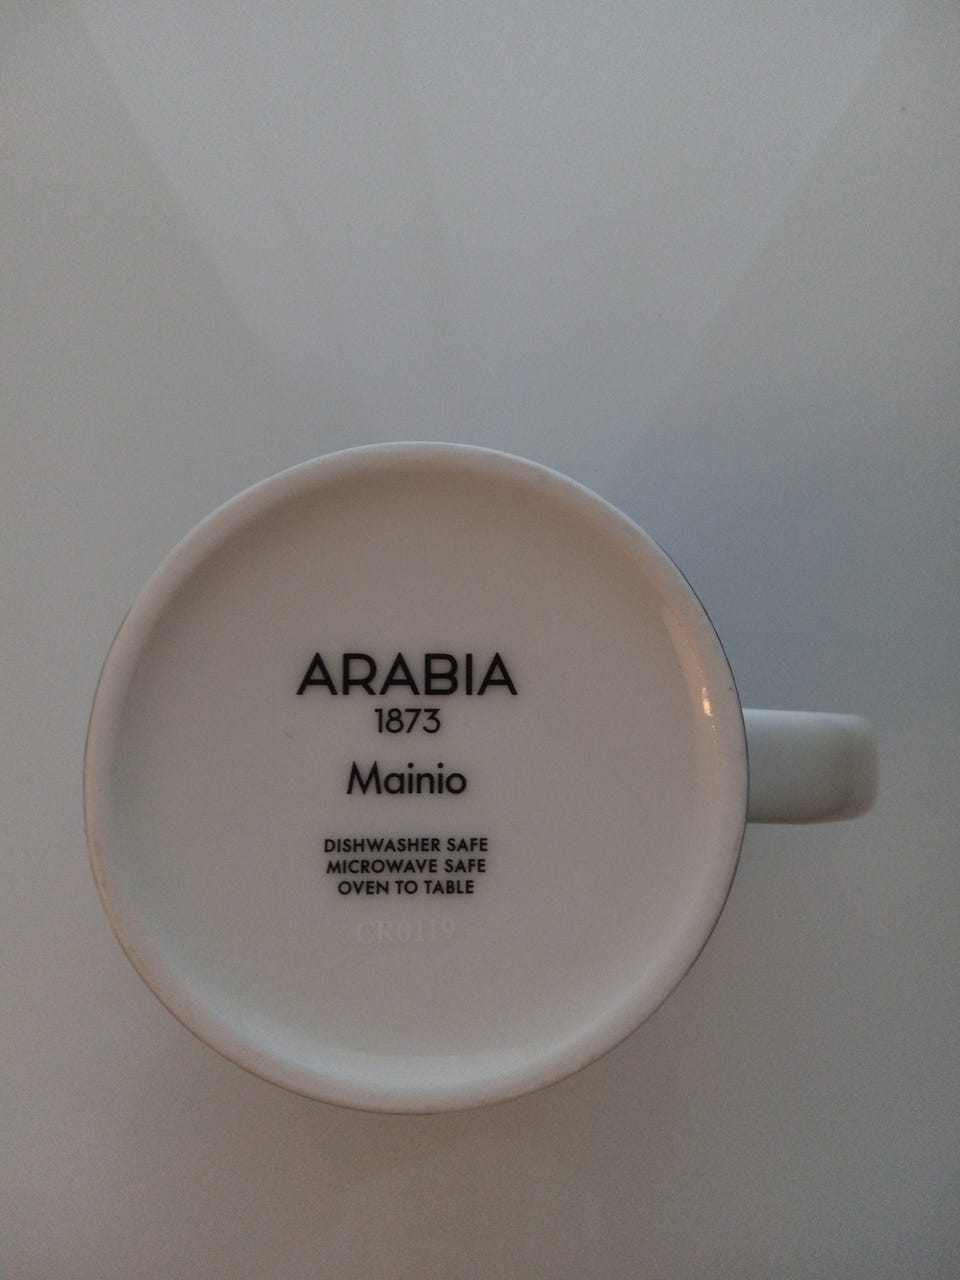 ARABIA
1873
Mainio
DISHWASHER SAFE
MICROWAVE SAFE
OVEN TO TABLE
CR0119